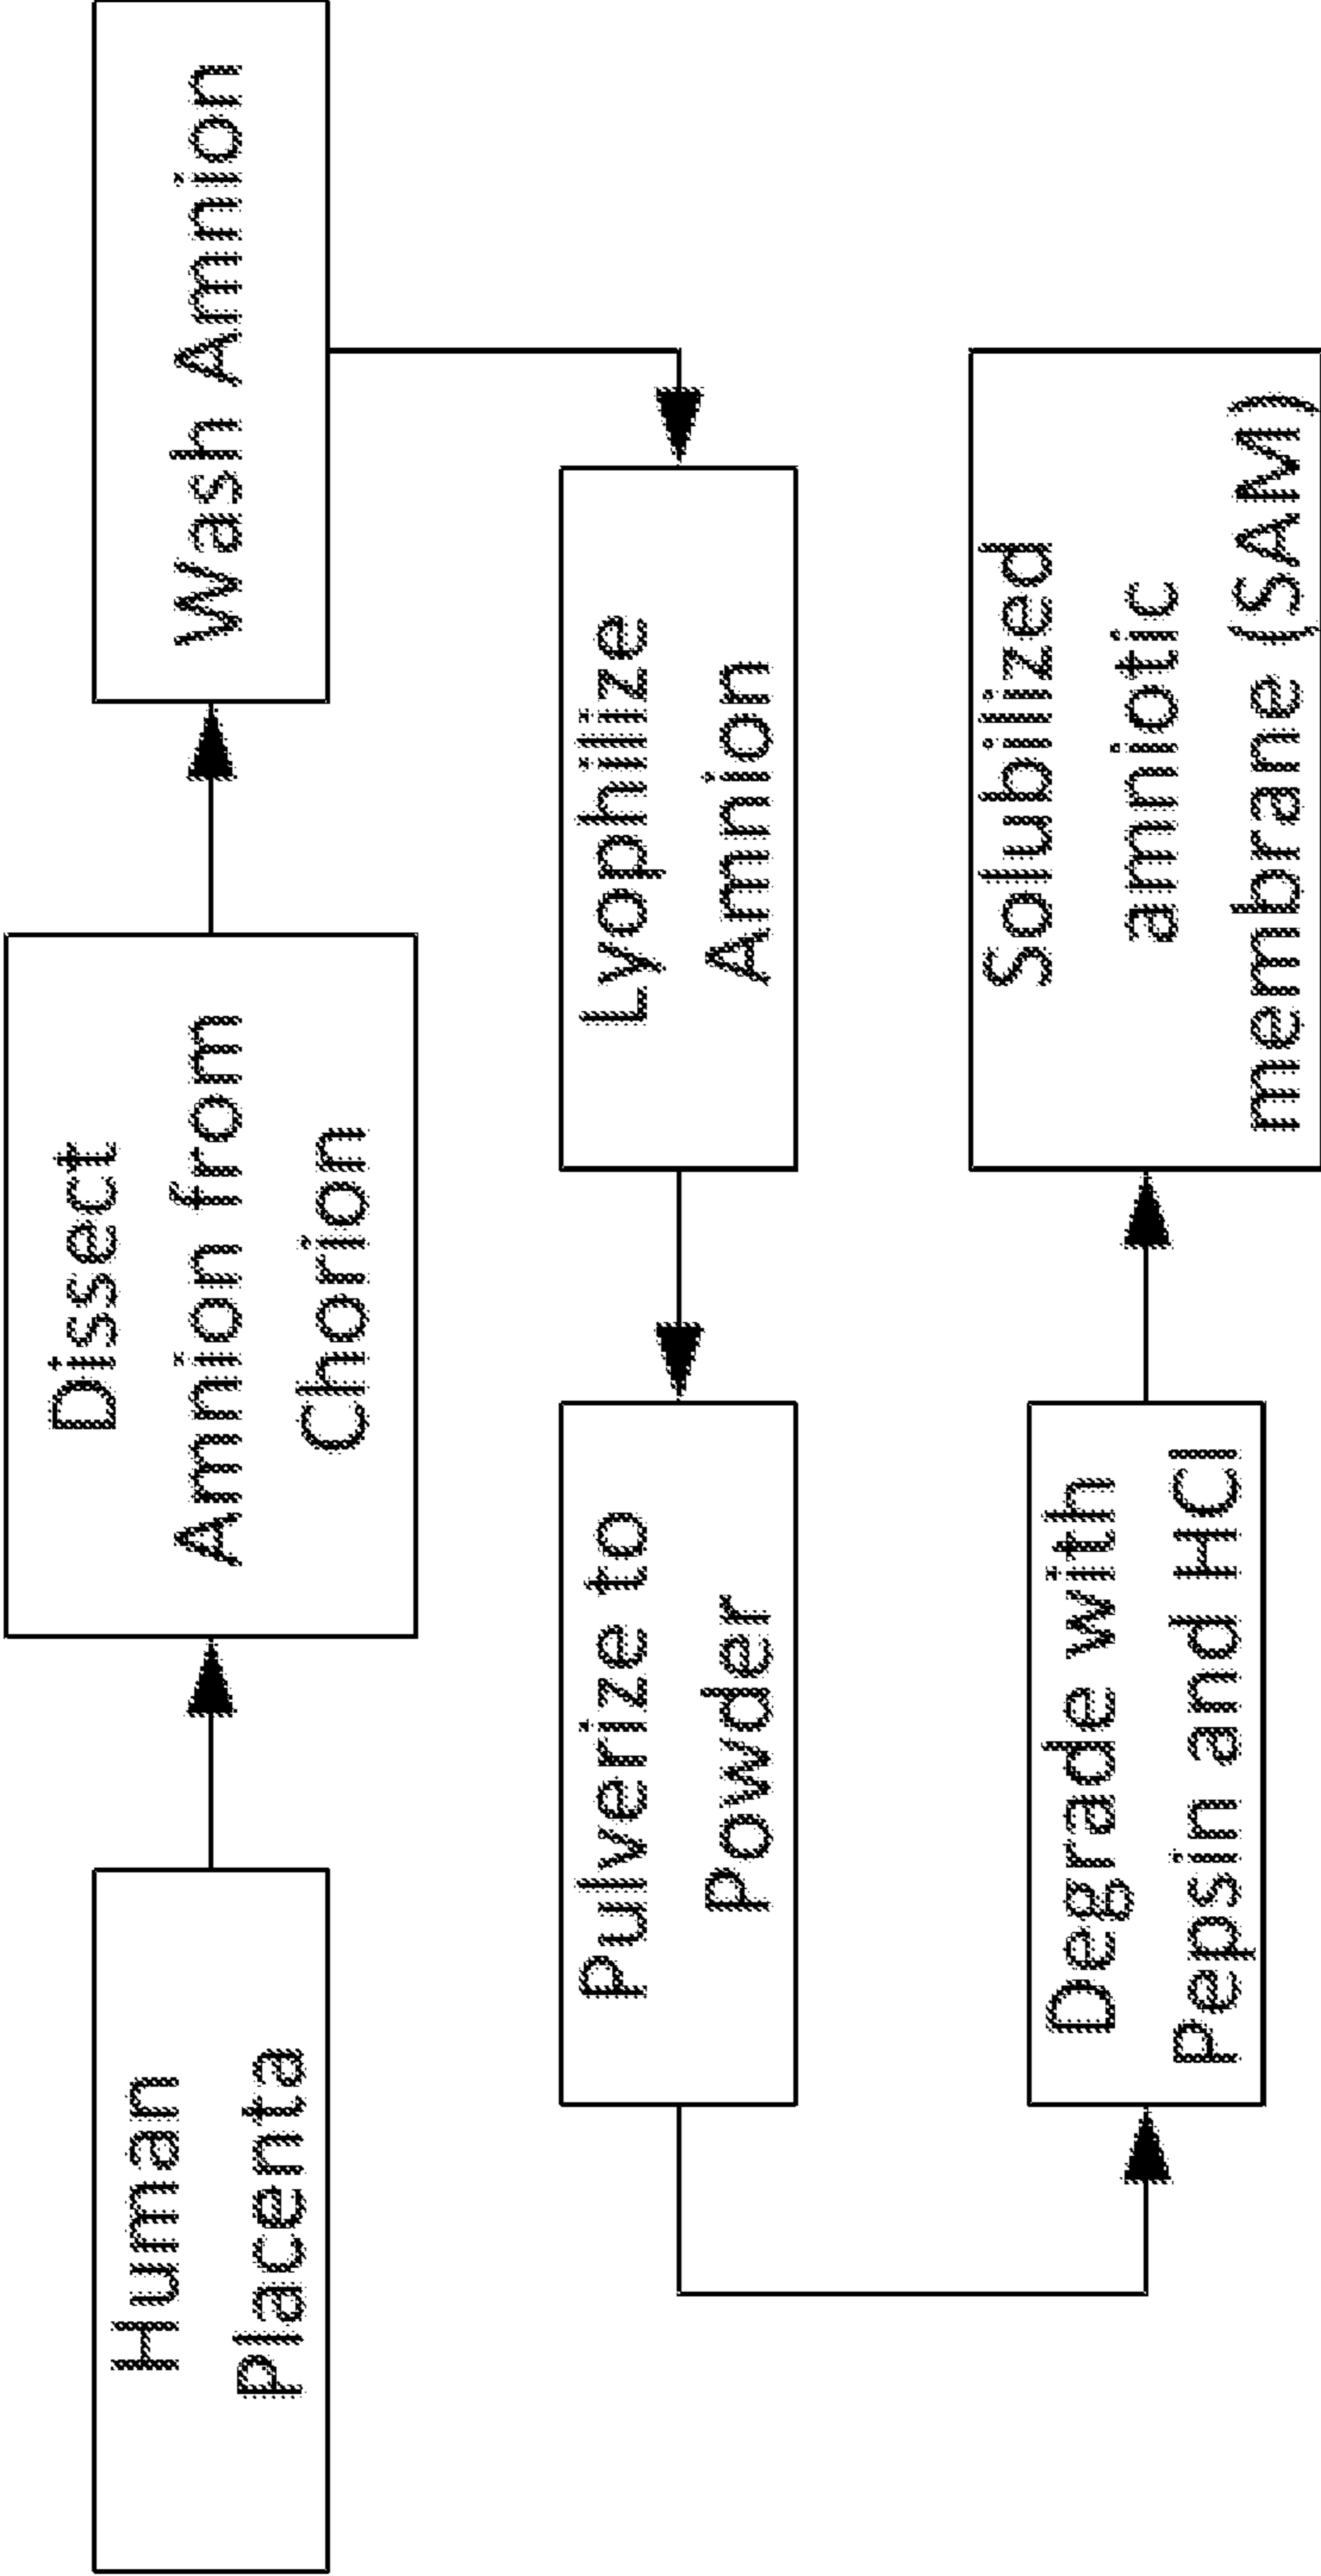 Human
Placenta
Dissect
Amnion from
Chorion
Wash Amnion
Lyophilize
Amnion
Pulverize to
Powder
Degrade with
Pepsin and HCl
Solubilized
amniotic
membrane (SAM)